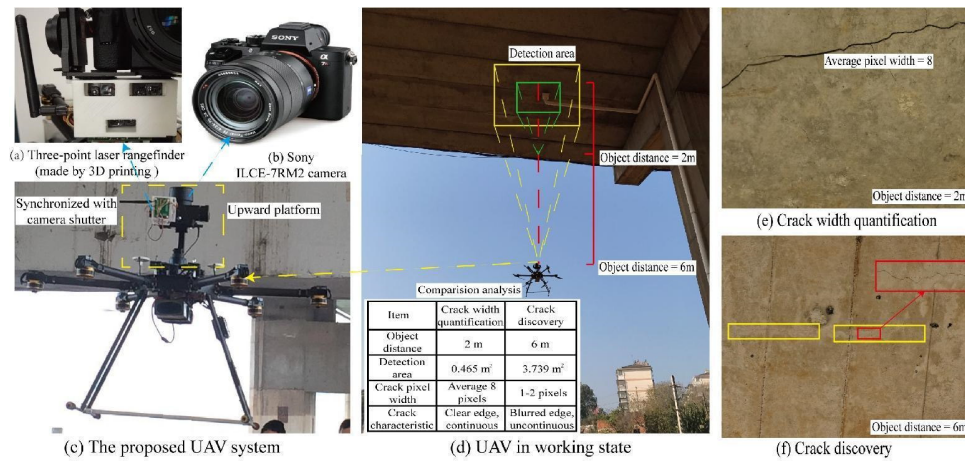 SONY
α
7R
(a) Three-point laser rangefinder
(made by 3D printing )
(b) Sony
ILCE-7RM2 camera
Synchronized with
camera shutter
Upward platform
(c) The proposed UAV system
Detection area
Object distance = 2m
Object distance = 6m
Comparision analysis
Item
Crack width
quantification
Crack
discovery
Object
distance
2 m
6 m
Detection
area
0.465 m²
3.739 m²
Crack pixel
width
Average 8
pixels
1-2 pixels
Crack
characteristic
Clear edge,
continuous
Blurred edge,
uncontinuous
(d) UAV in working state
Average pixel width = 8
Object distance = 2m
(e) Crack width quantification
Object distance = 6m
(f) Crack discovery